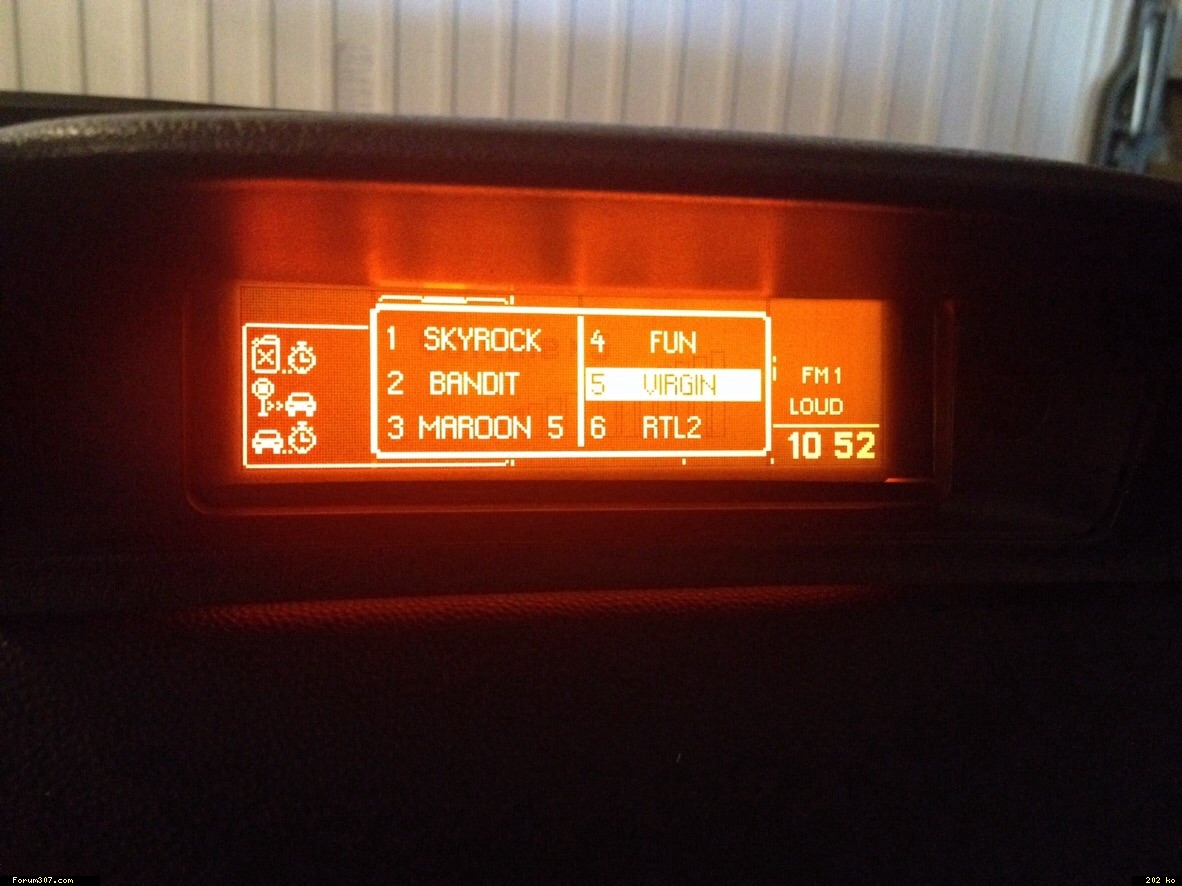 1 SKYROCK
2 BANDIT
3 MAROON 5
4 FUN
5 VIRGIN
6 RTL2
FM1
LOUD
10 52
Forum307.com
202 ko